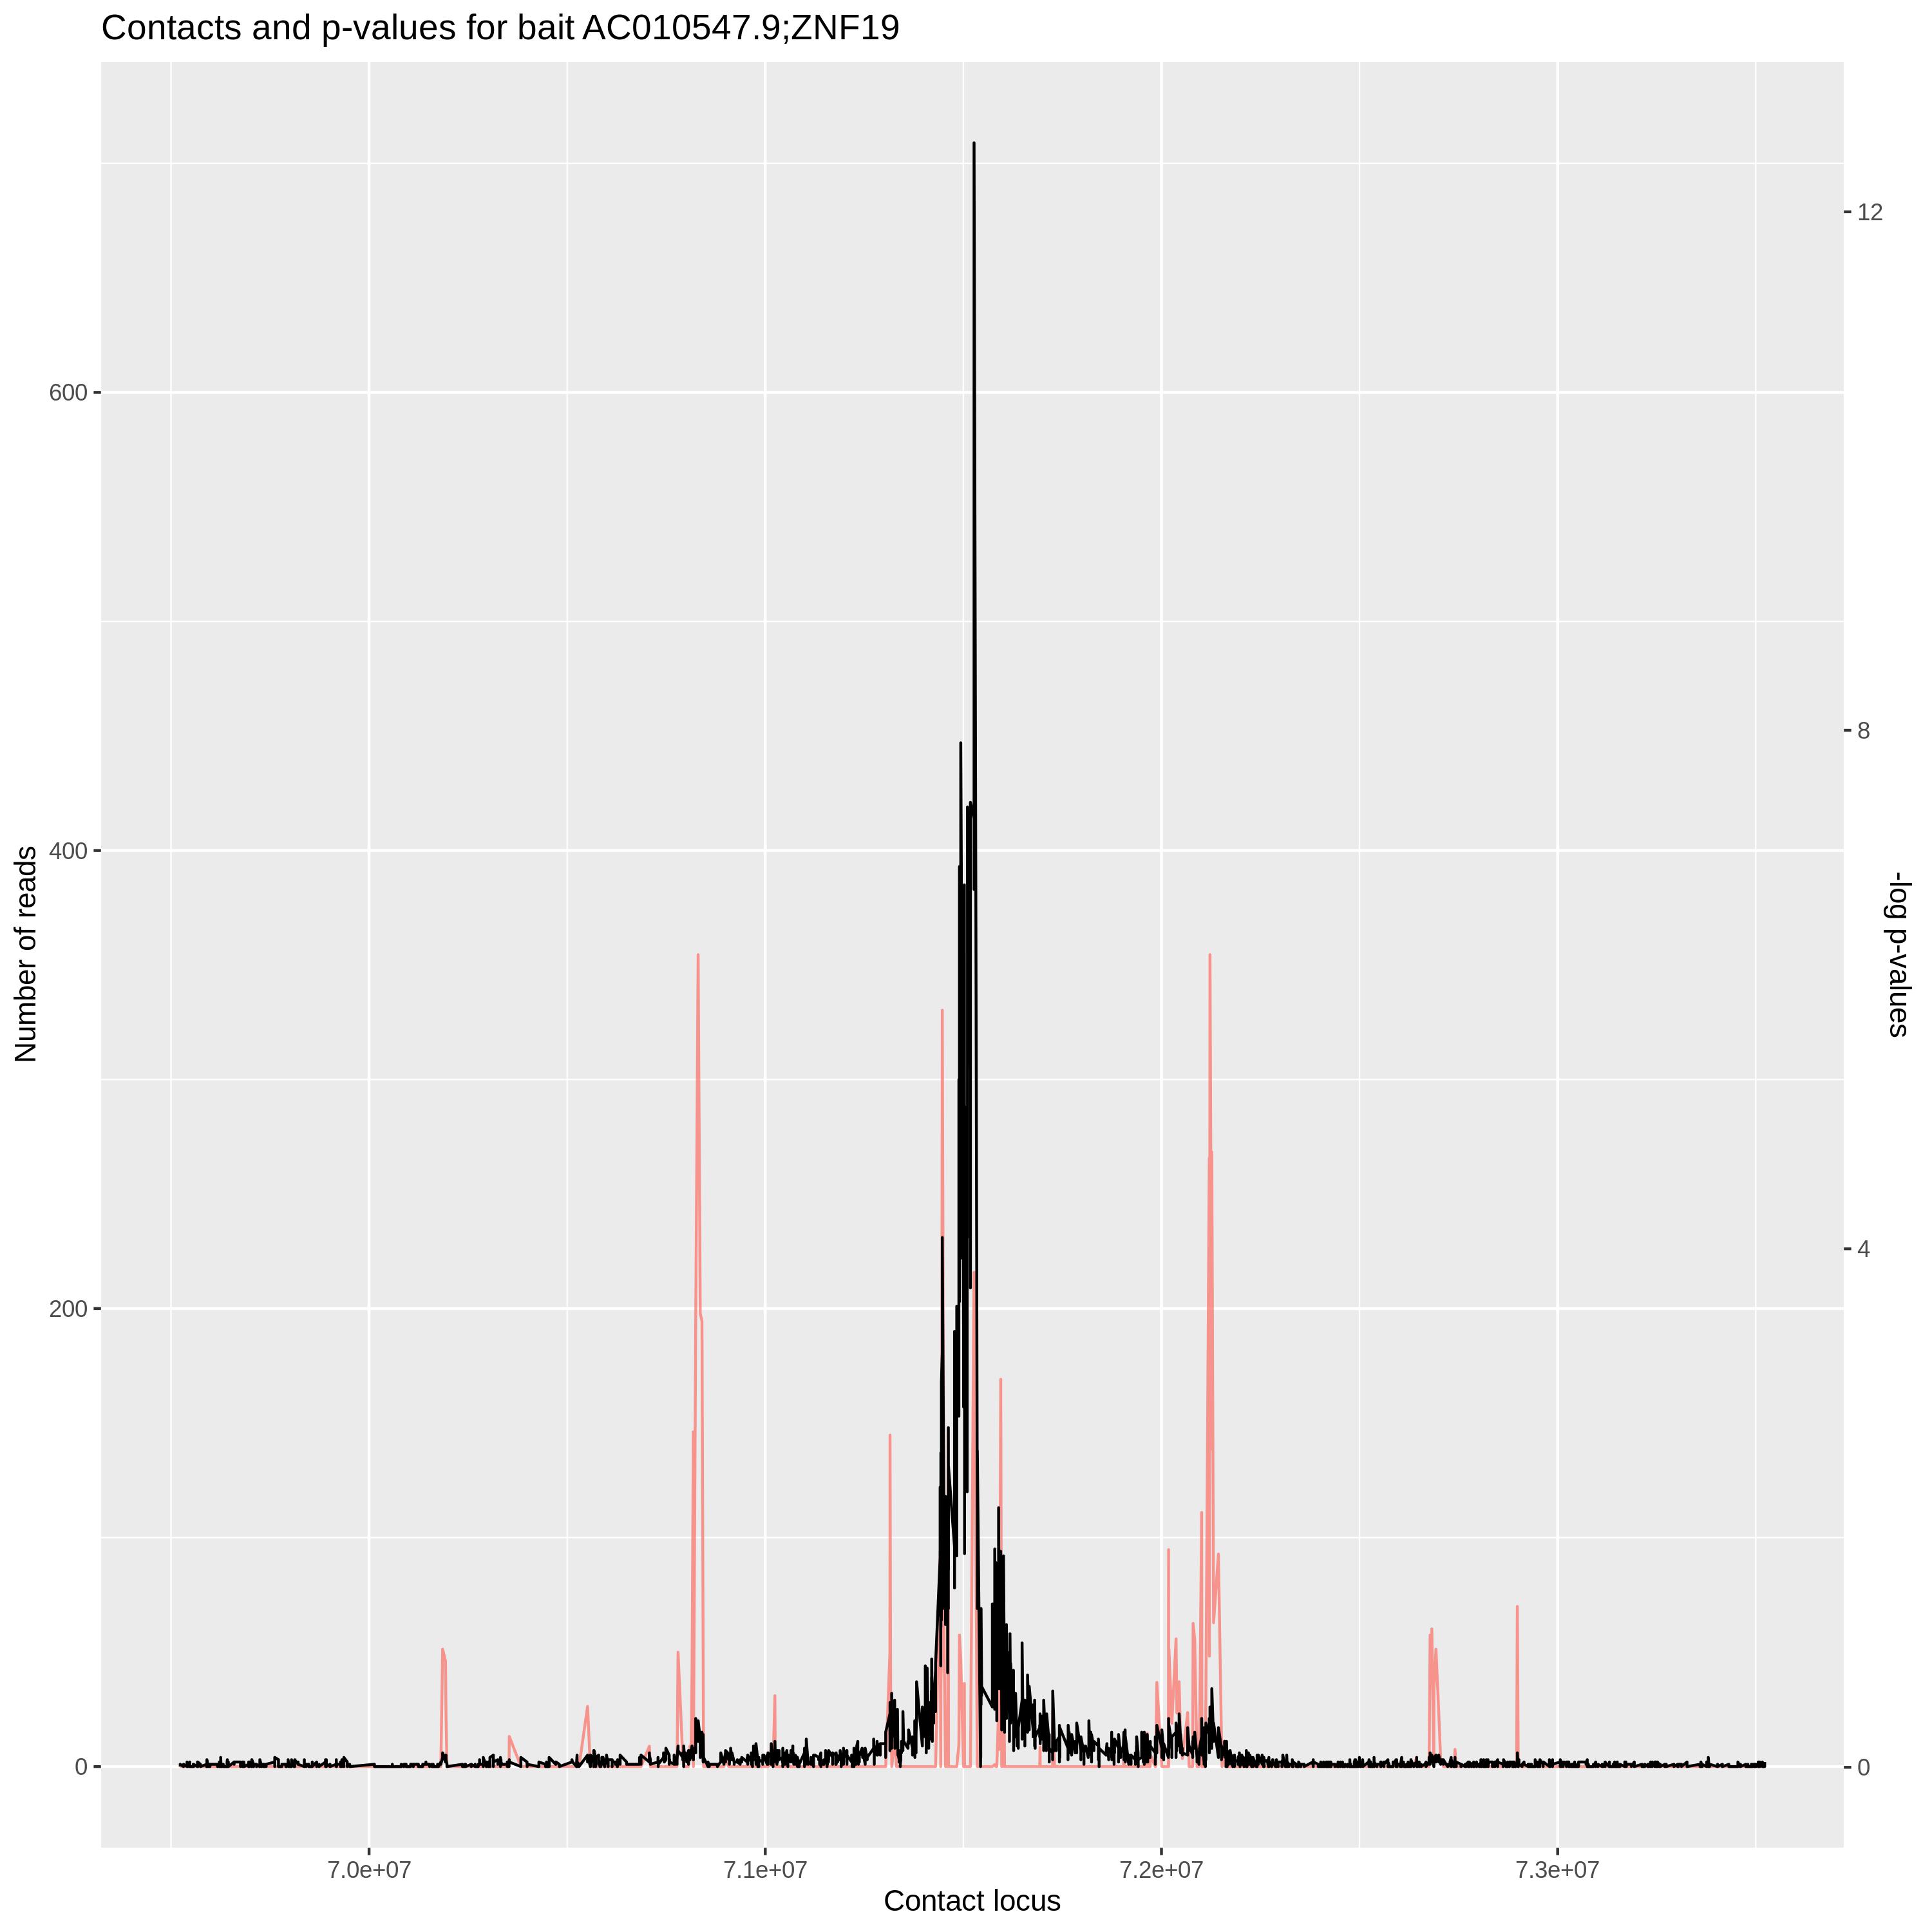 Contacts and p-values for bait AC010547.9;ZNF19
600
400
200
0
Number of reads
12
8
4
0
-log p-values
7.0e+07 7.1e+07 7.2e+07 7.3e+07
Contact locus